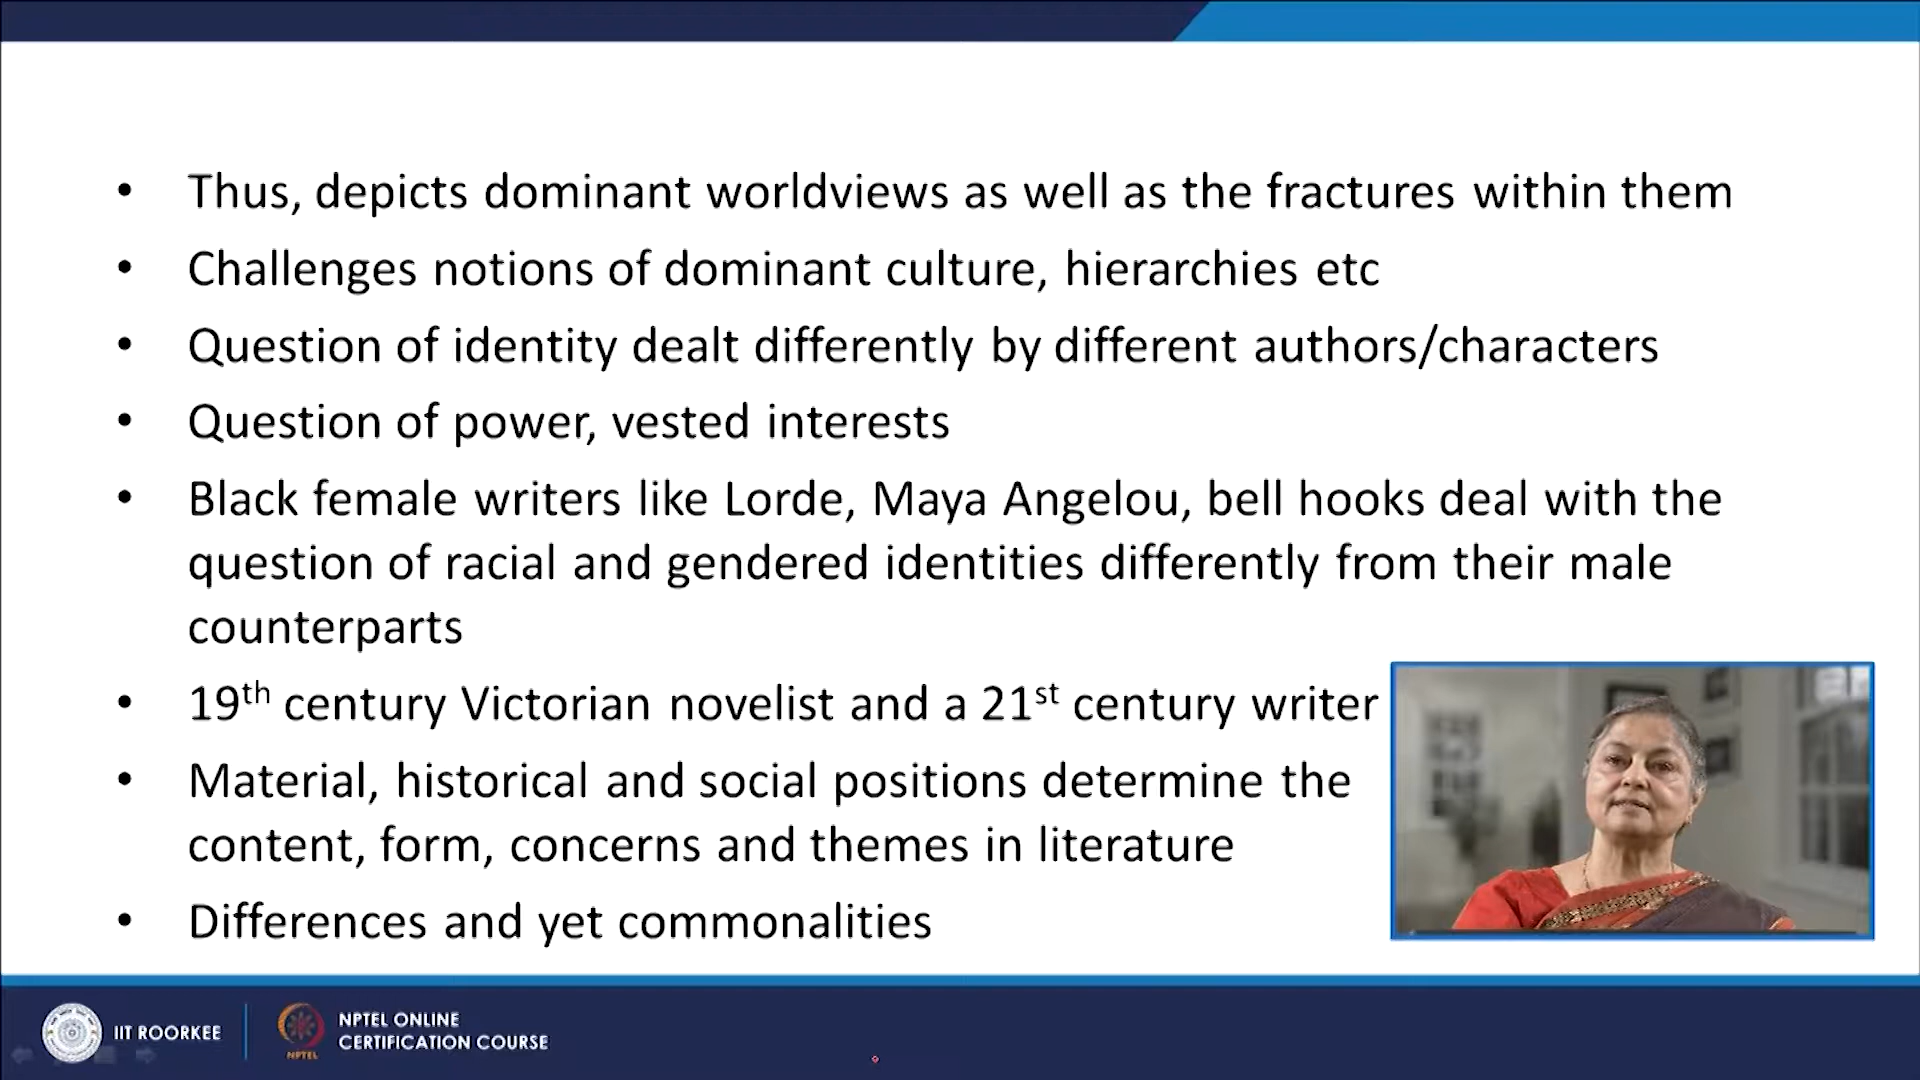 • Thus, depicts dominant worldviews as well as the fractures within them
• Challenges notions of dominant culture, hierarchies etc
• Question of identity dealt differently by different authors/characters
• Question of power, vested interests
• Black female writers like Lorde, Maya Angelou, bell hooks deal with the
question of racial and gendered identities differently from their male
counterparts
• 19th century Victorian novelist and a 21st century writer
• Material, historical and social positions determine the
content, form, concerns and themes in literature
• Differences and yet commonalities
IIT ROORKEE
NPTEL
NPTEL ONLINE
CERTIFICATION COURSE